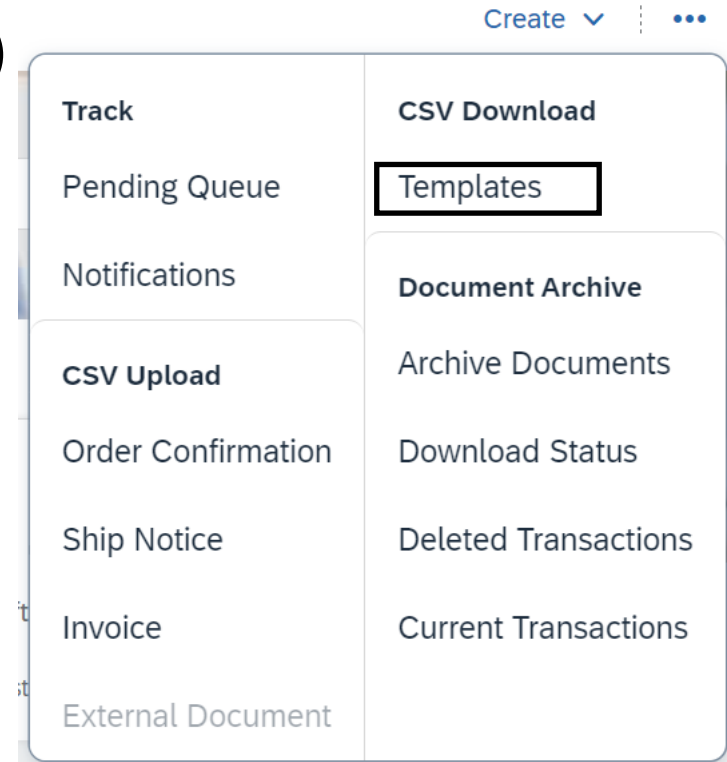 Create
Track
Pending Queue
Notifications
CSV Upload
Order Confirmation
Ship Notice
Invoice
External Document
CSV Download
Templates
Document Archive
Archive Documents
Download Status
Deleted Transactions
Current Transactions